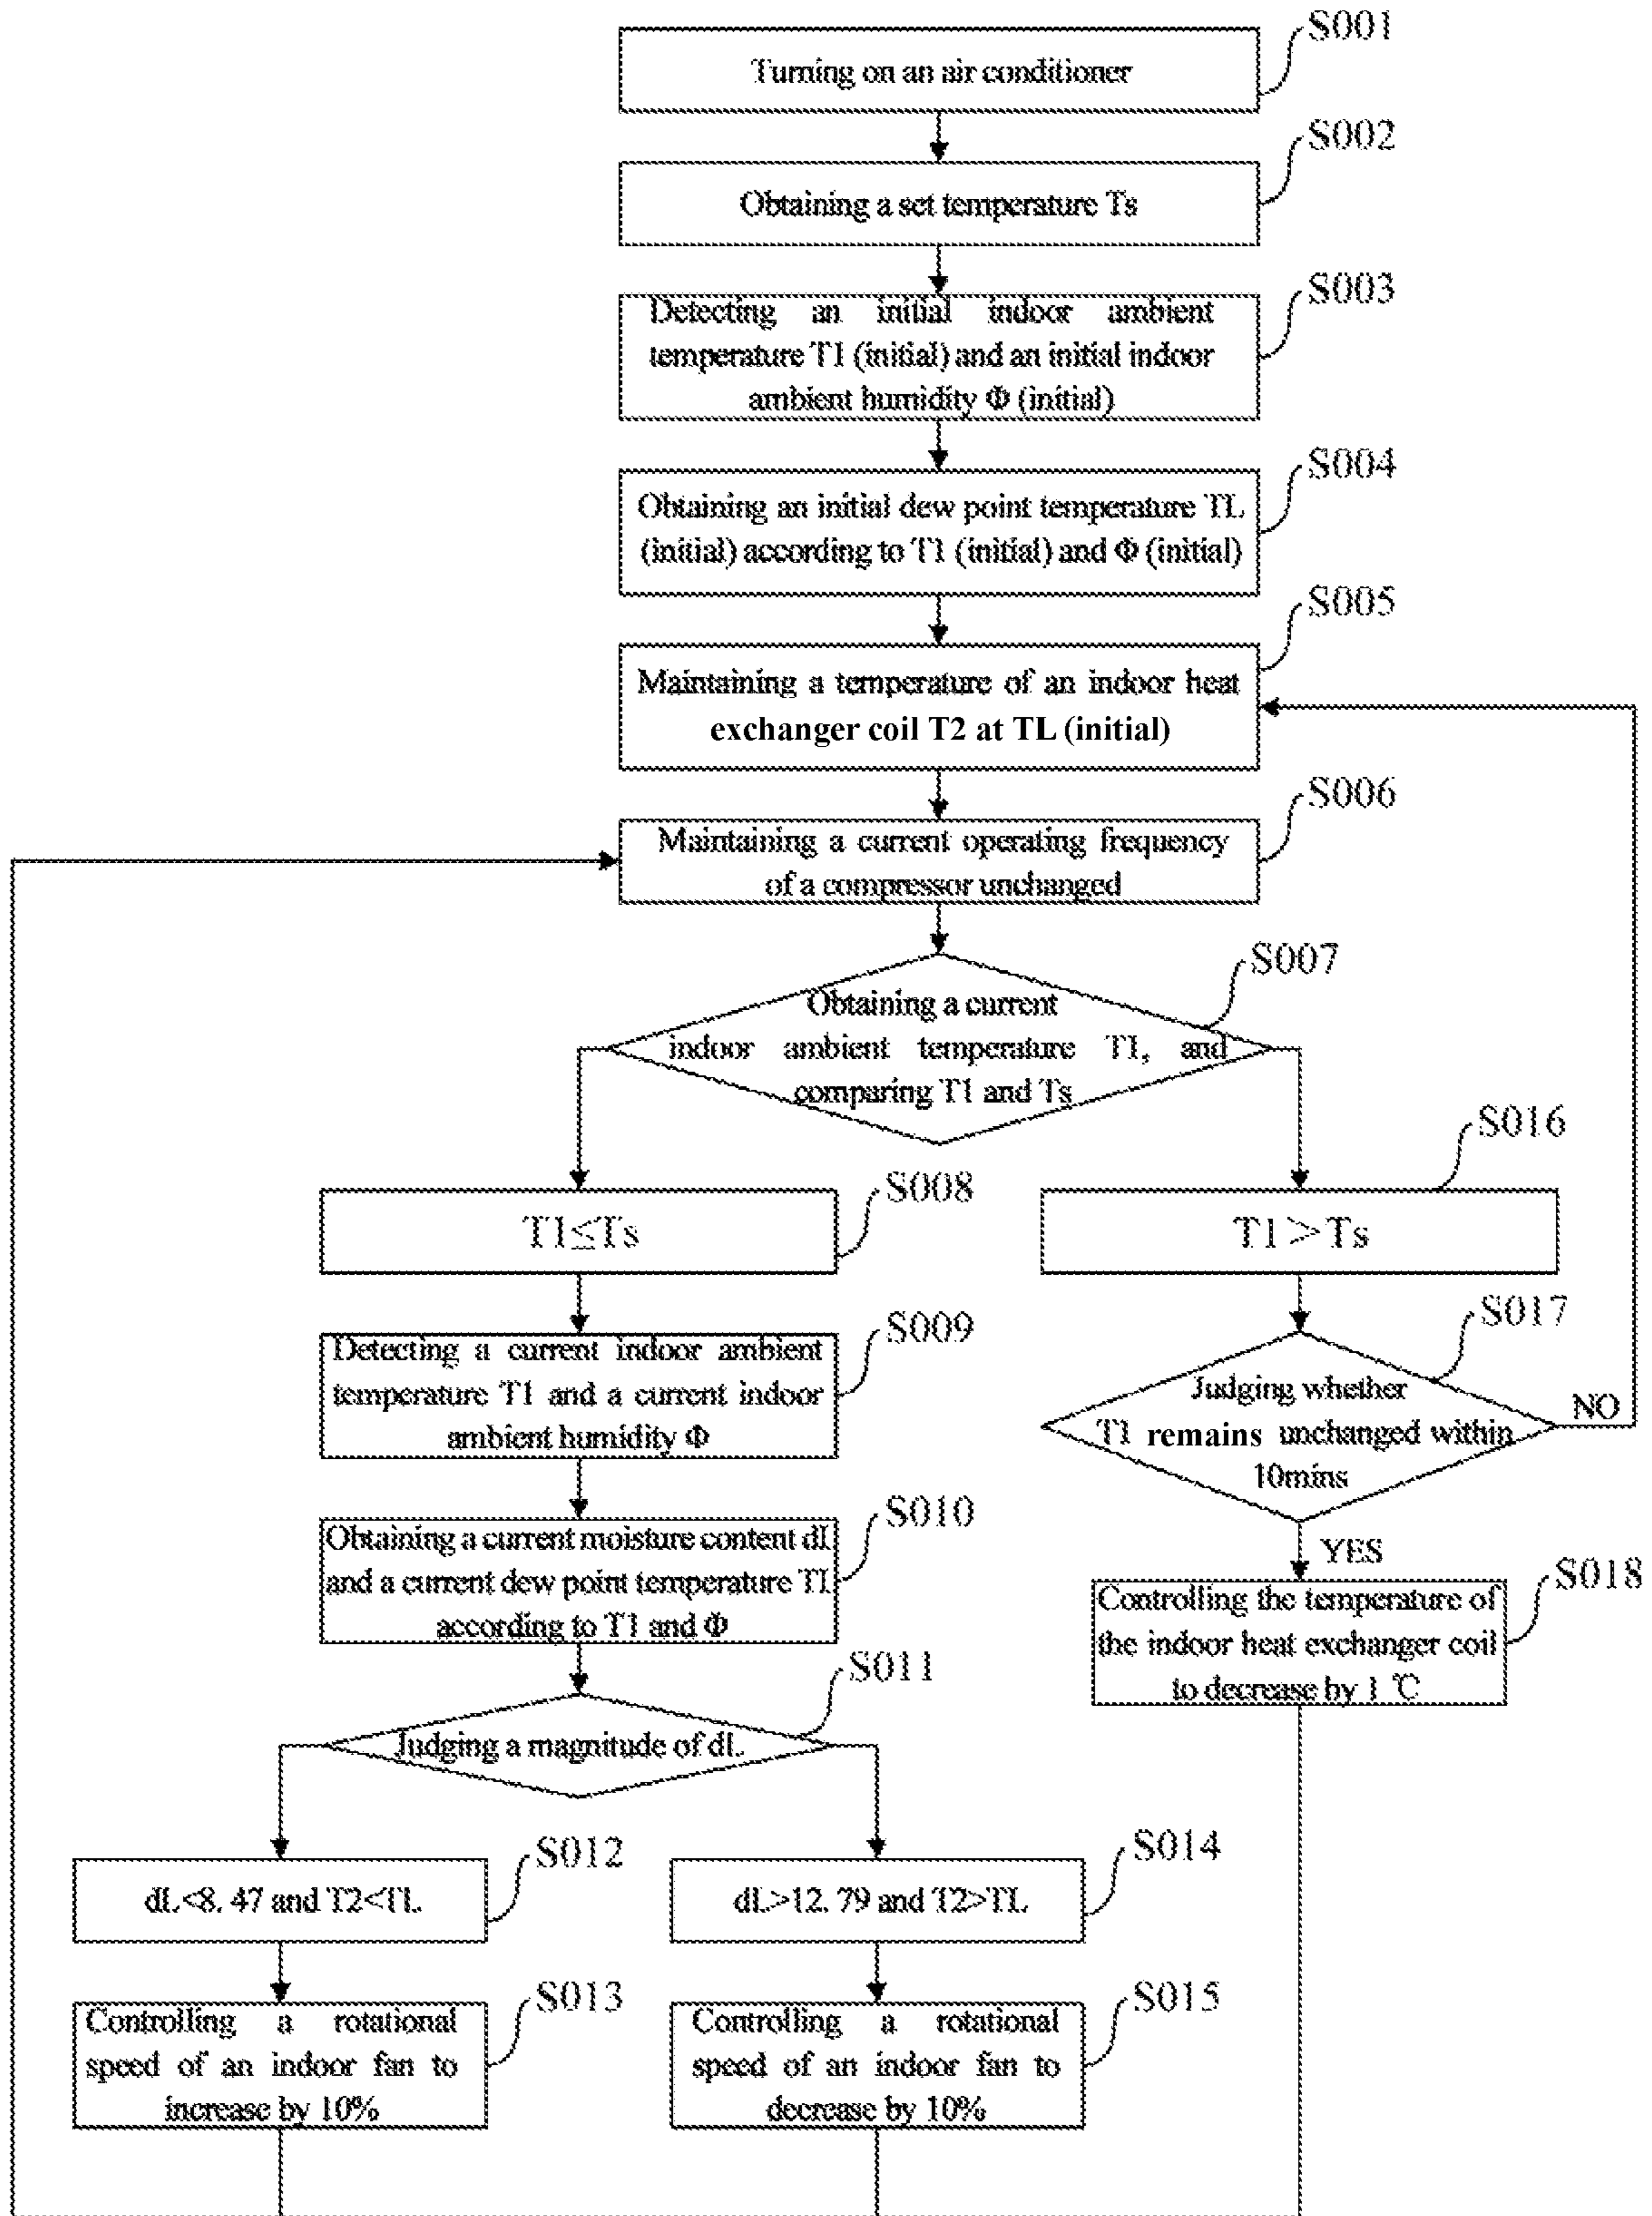 S001
Turning on an air conditioner
S002
Obtaining a set temperature Ts
S003
Detecting an initial indoor ambient
temperature T1 (initial) and an initial indoor
ambient humidity Φ (initial)
S004
Obtaining an initial dew point temperature TL
(initial) according to T1 (initial) and Φ (initial)
S005
Maintaining a temperature of an indoor heat
exchanger coil T2 at TL (initial)
S006
Maintaining a current operating frequency
of a compressor unchanged
S007
Obtaining a current
indoor ambient temperature T1, and
comparing T1 and Ts
S008
T1≤Ts
S016
T1>Ts
S009
Detecting a current indoor ambient
temperature T1 and a current indoor
ambient humidity Φ
S017
Judging whether
T1 remains unchanged within
10mins
NO
YES
S010
Obtaining a current moisture content dL
and a current dew point temperature TL
according to T1 and Φ
S018
Controlling the temperature of
the indoor heat exchanger coil
to decrease by 1 ℃
S011
Judging a magnitude of dL
S012
dL<8. 47 and T2<TL
S014
dL>12. 79 and T2>TL
S013
Controlling a rotational
speed of an indoor fan to
increase by 10%
S015
Controlling a rotational
speed of an indoor fan to
decrease by 10%